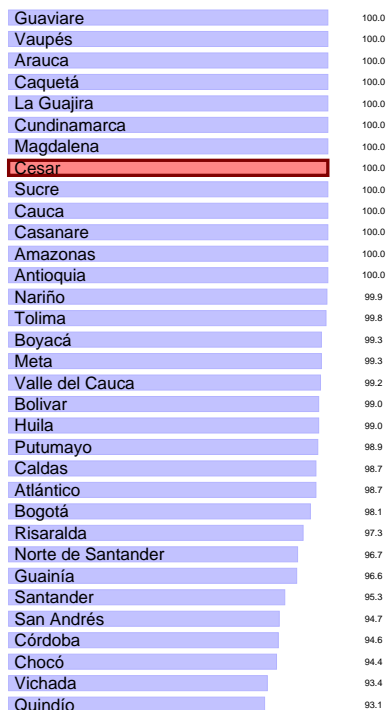 Guaviare 100.0
Vaupés 100.0
Arauca 100.0
Caquetá 100.0
La Guajira 100.0
Cundinamarca 100.0
Magdalena 100.0
Cesar 100.0
Sucre 100.0
Cauca 100.0
Casanare 100.0
Amazonas 100.0
Antioquia 100.0
Nariño 99.9
Tolima 99.8
Boyacá 99.3
Meta 99.3
Valle del Cauca 99.2
Bolivar 99.0
Huila 99.0
Putumayo 98.9
Caldas 98.7
Atlántico 98.7
Bogotá 98.1
Risaralda 97.3
Norte de Santander 96.7
Guainía 96.6
Santander 95.3
San Andrés 94.7
Córdoba 94.6
Chocó 94.4
Vichada 93.4
Quindío 93.1